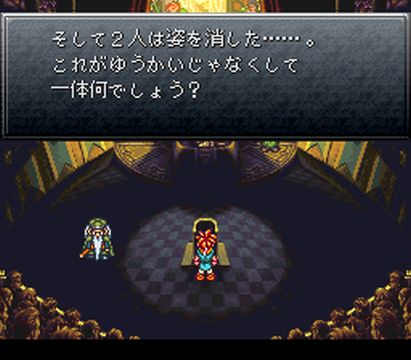 そして２人は姿を消した……。
これがゆうかいじゃなくして
一体何でしょう？